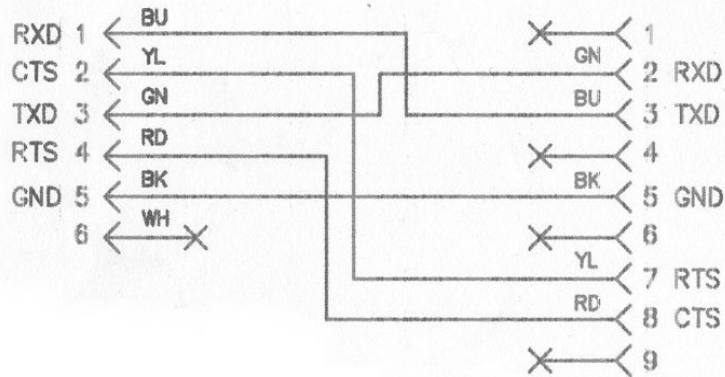 RXD 1 BU 1
CTS 2 YL GN 2 RXD
TXD 3 GN BU 3 TXD
RTS 4 RD 4
GND 5 BK BK 5 GND
6 WH 6
YL 7 RTS
RD 8 CTS
9